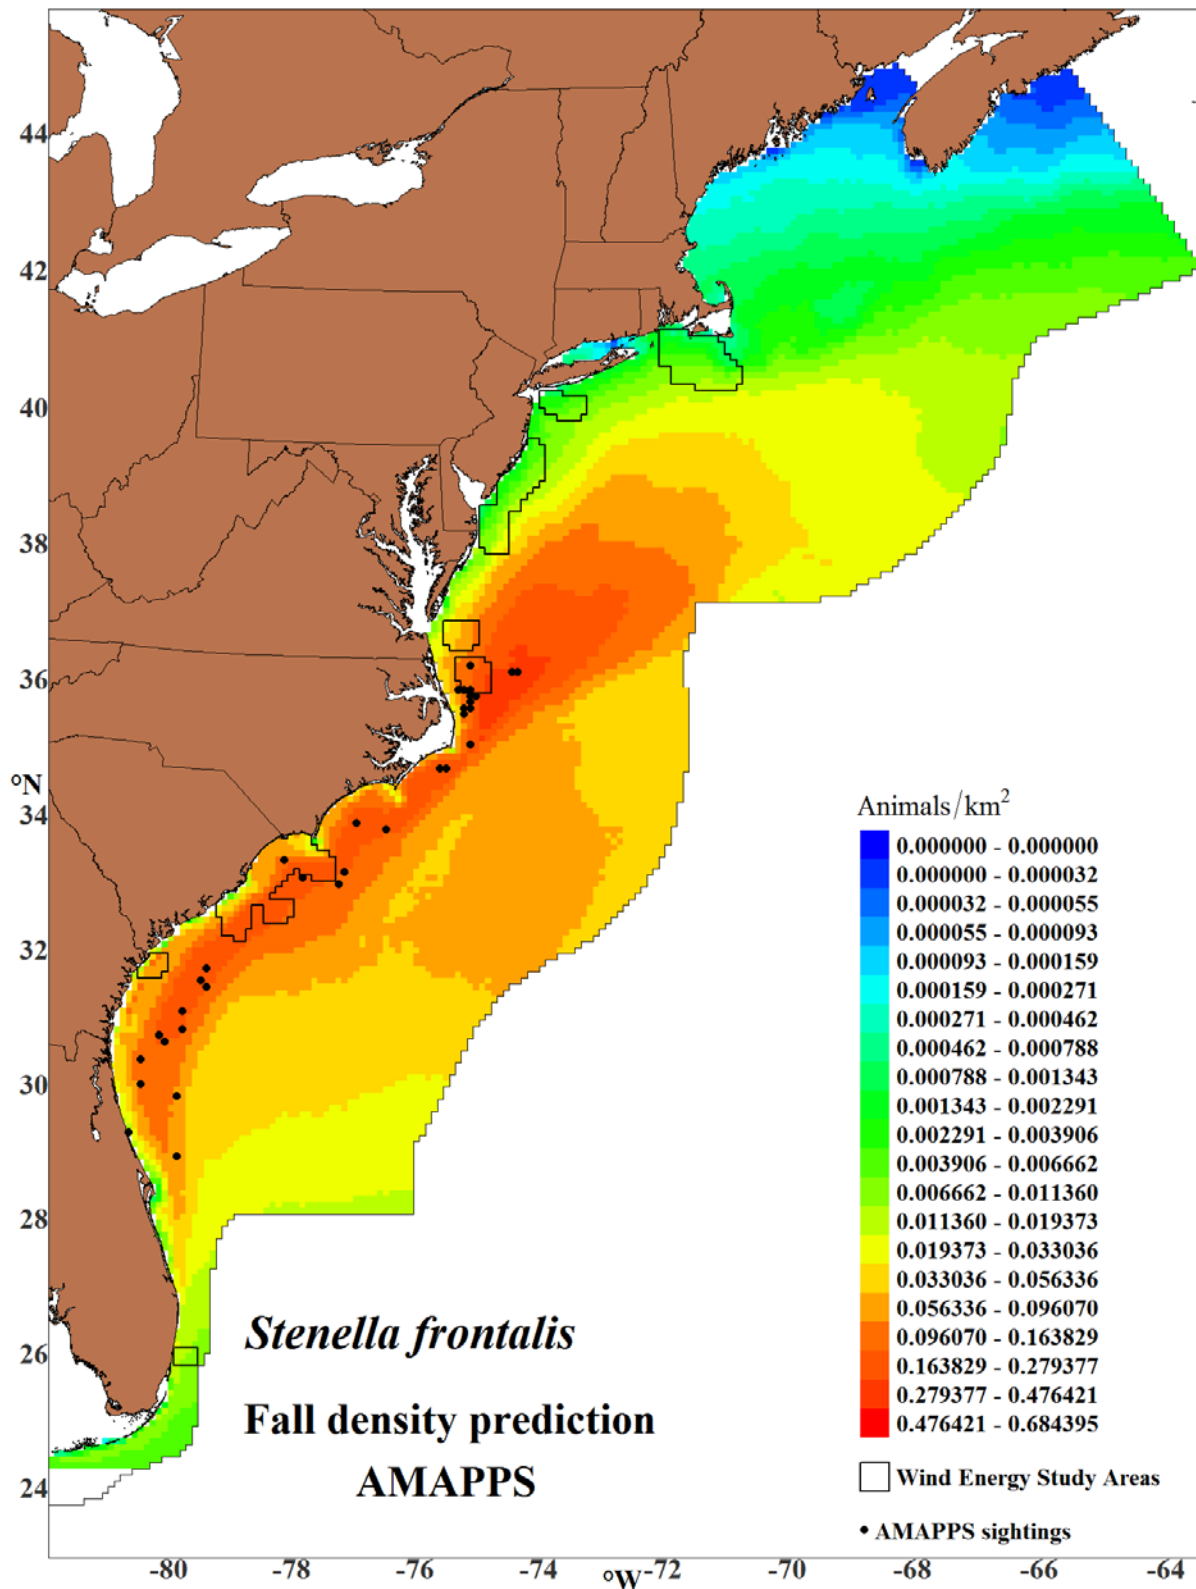 44
42
40
38
36
°N
34
32
30
28
26
24
Animals/km²
0.000000 - 0.000000
0.000000 - 0.000032
0.000032 - 0.000055
0.000055 - 0.000093
0.000093 - 0.000159
0.000159 - 0.000271
0.000271 - 0.000462
0.000462 - 0.000788
0.000788 - 0.001343
0.001343 - 0.002291
0.002291 - 0.003906
0.003906 - 0.006662
0.006662 - 0.011360
0.011360 - 0.019373
0.019373 - 0.033036
0.033036 - 0.056336
0.056336 - 0.096070
0.096070 - 0.163829
0.163829 - 0.279377
0.279377 - 0.476421
0.476421 - 0.684395
Wind Energy Study Areas
AMAPPS sightings
Stenella frontalis
Fall density prediction
AMAPPS
-80 -78 -76 -74 -72 -70 -68 -66 -64
°W